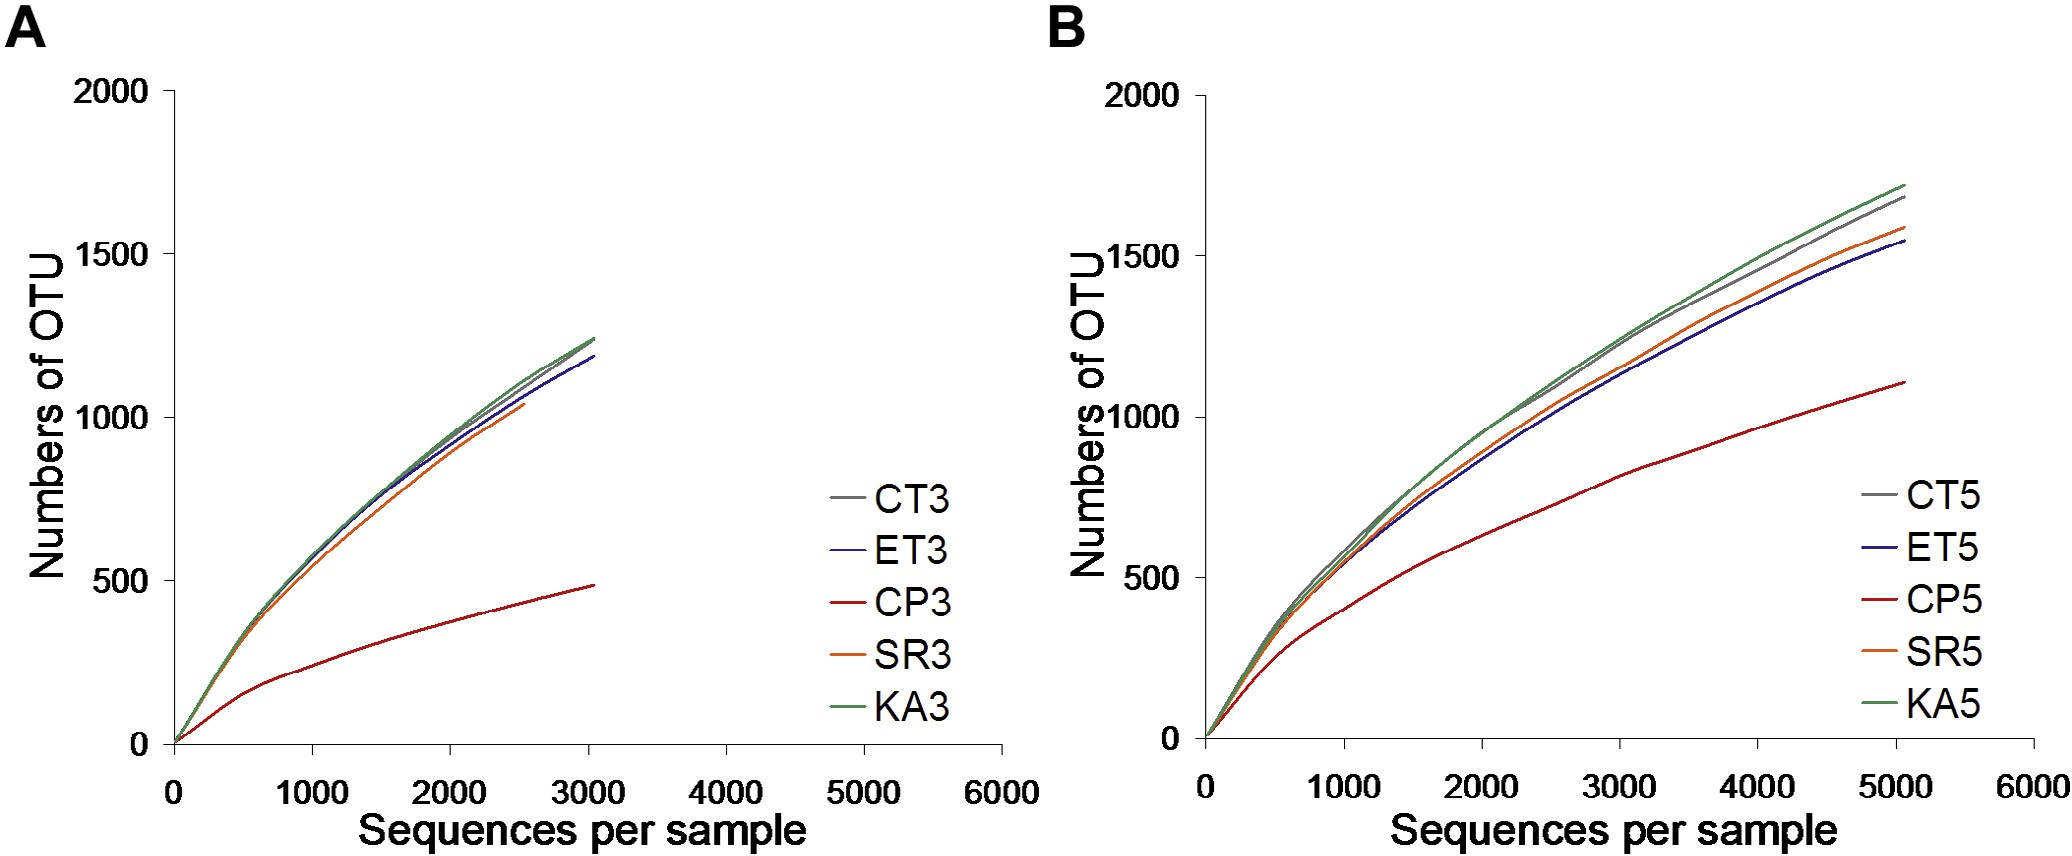 A
2000
1500
1000
500
0
0 1000 2000 3000 4000 5000 6000
Numbers of OTU
Sequences per sample
CT3
ET3
CP3
SR3
KA3
B
2000
1500
1000
500
0
0 1000 2000 3000 4000 5000 6000
Numbers of OTU
Sequences per sample
CT5
ET5
CP5
SR5
KA5